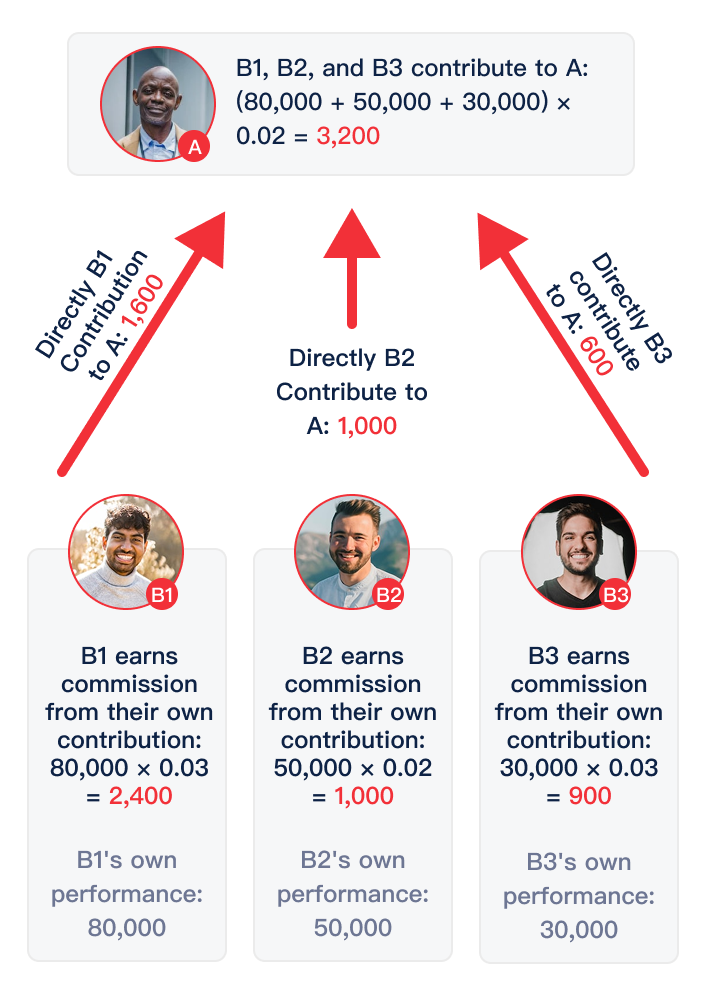 B1, B2, and B3 contribute to A:
(80,000 + 50,000 + 30,000) ×
0.02 = 3,200
A
Directly B1
Contribution
to A: 1,600
Directly B2
Contribute to
A: 1,000
Directly B3
contribute
to A: 600
B1
B1 earns
commission
from their own
contribution:
80,000 × 0.03
= 2,400
B1's own
performance:
80,000
B2
B2 earns
commission
from their own
contribution:
50,000 × 0.02
= 1,000
B2's own
performance:
50,000
B3
B3 earns
commission
from their own
contribution:
30,000 × 0.03
= 900
B3's own
performance:
30,000